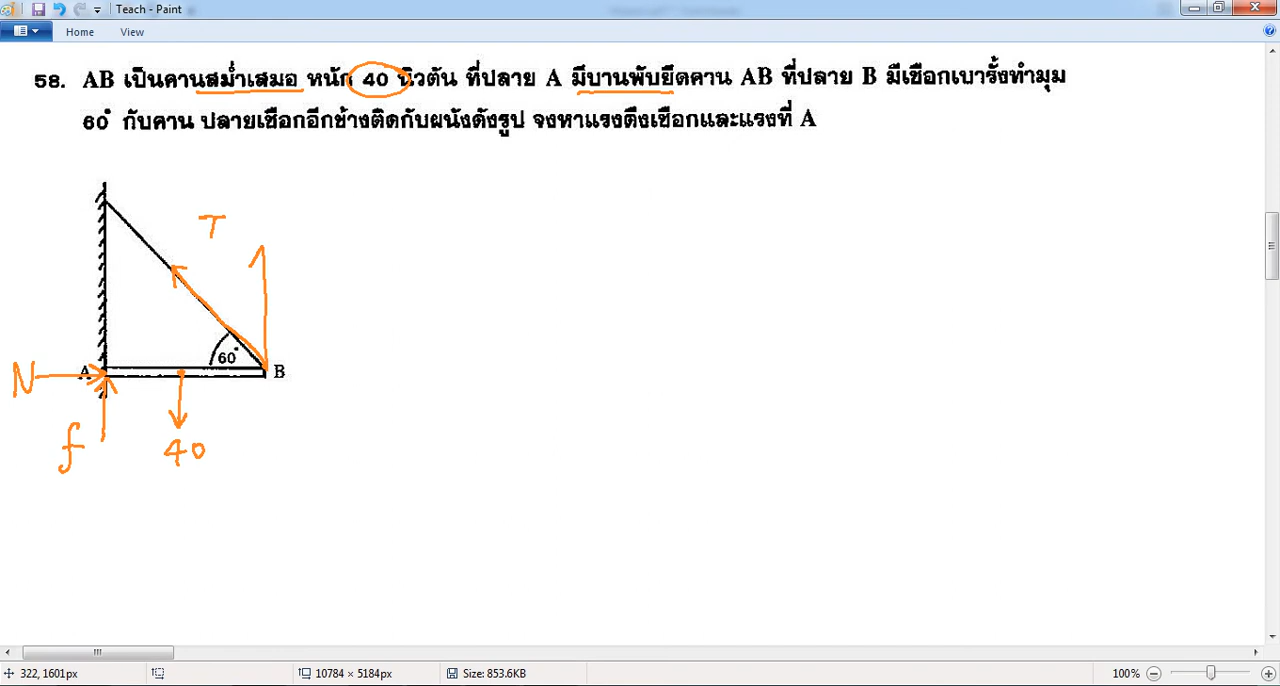 Teach - Paint
Home View
58. AB เป็นคานสม่ำเสมอ หนัก 40 นิวตัน ที่ปลาย A มีบานพับยึดคาน AB ที่ปลาย B มีเชือกเบารั้งทำมุม
60° กับคาน ปลายเชือกอีกข้างติดกับผนังดังรูป จงหาแรงตึงเชือกและแรงที่ A
T
60°
N A B
f 40
322, 1601px 10784 × 5184px Size: 853.6KB 100%